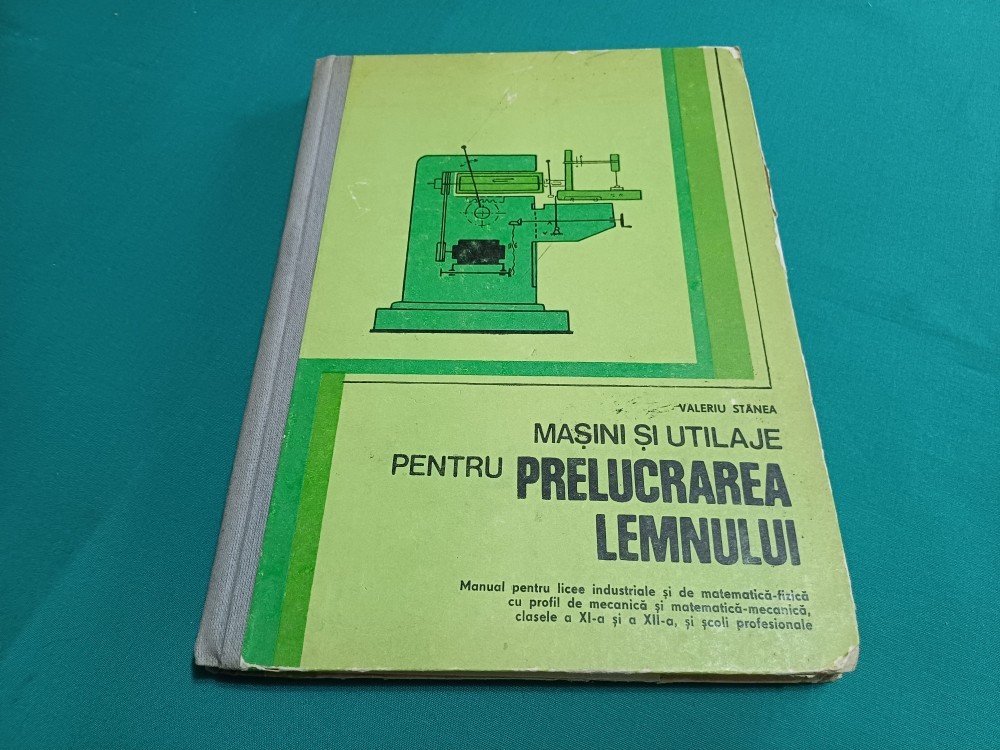 VALERIU STĂNEA
MAȘINI ȘI UTILAJE
PENTRU PRELUCRAREA
LEMNULUI
Manual pentru licee industriale și de matematică-fizică
cu profil de mecanică și matematică-mecanică,
clasele a XI-a și a XII-a, și școli profesionale